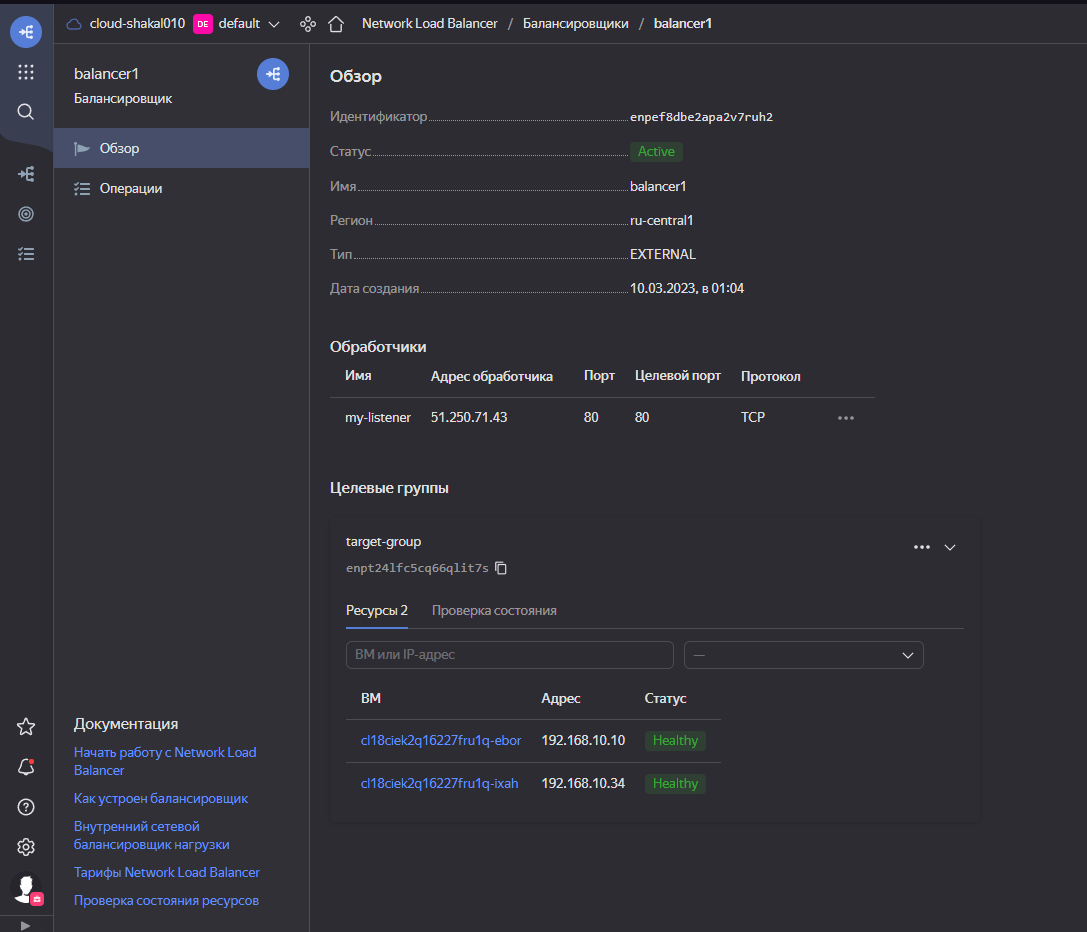 cloud-shakal010 DE default Network Load Balancer / Балансировщики / balancer1
balancer1
Балансировщик
Обзор
Операции
Документация
Начать работу с Network Load
Balancer
Как устроен балансировщик
Внутренний сетевой
балансировщик нагрузки
Тарифы Network Load Balancer
Проверка состояния ресурсов
Обзор
Идентификатор enpef8dbe2apa2v7ruh2
Статус Active
Имя balancer1
Регион ru-central1
Тип EXTERNAL
Дата создания 10.03.2023, в 01:04
Обработчики
Имя Адрес обработчика Порт Целевой порт Протокол
my-listener 51.250.71.43 80 80 TCP
Целевые группы
target-group
enpt24lfc5cq66qlit7s
Ресурсы 2 Проверка состояния
ВМ или IP-адрес —
ВМ Адрес Статус
cl18ciek2q16227fru1q-ebor 192.168.10.10 Healthy
cl18ciek2q16227fru1q-ixah 192.168.10.34 Healthy